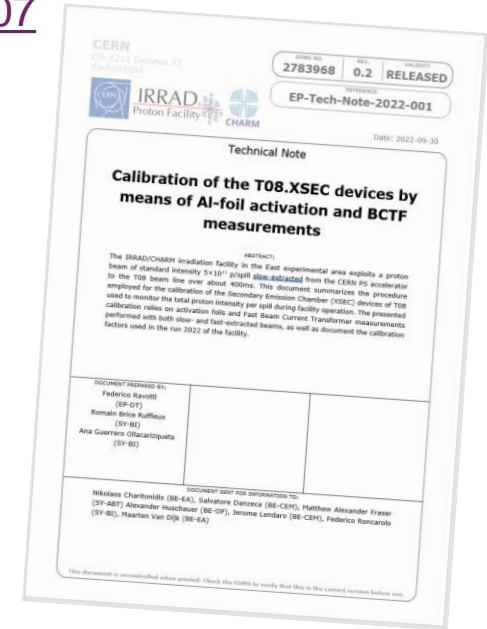 07
CERN
CH-1211 Geneva 23
Switzerland
EDMS NO. REV. VALIDITY
2783968 0.2 RELEASED
REFERENCE
EP-Tech-Note-2022-001
CERN
IRRAD
Proton Facility
CHARM
Date: 2022-09-30
Technical Note
Calibration of the T08.XSEC devices by
means of Al-foil activation and BCTF
measurements
ABSTRACT:
The IRRAD/CHARM irradiation facility in the East experimental area exploits a proton
beam of standard intensity 5×10¹¹ p/spill slow-extracted from the CERN PS accelerator
to the T08 beam line over about 400ms. This document summarizes the procedure
employed for the calibration of the Secondary Emission Chamber (XSEC) devices of T08
used to monitor the total proton intensity per spill during facility operation. The presented
calibration relies on activation foils and Fast Beam Current Transformer measurements
performed with both slow- and fast-extracted beams, as well as document the calibration
factors used in the run 2022 of the facility.
DOCUMENT PREPARED BY:
Federico Ravotti
(EP-DT)
Romain Brice Ruffieux
(SY-BI)
Ana Guerrero Ollacarizqueta
(SY-BI)
DOCUMENT SENT FOR INFORMATION TO:
Nikolaos Charitonidis (BE-EA), Salvatore Danzeca (BE-CEM), Matthew Alexander Fraser
(SY-ABT) Alexander Huschauer (BE-OP), Jerome Lendaro (BE-CEM), Federico Roncarolo
(SY-BI), Maarten Van Dijk (BE-EA)
This document is uncontrolled when printed. Check the EDMS to verify that this is the correct version before use.